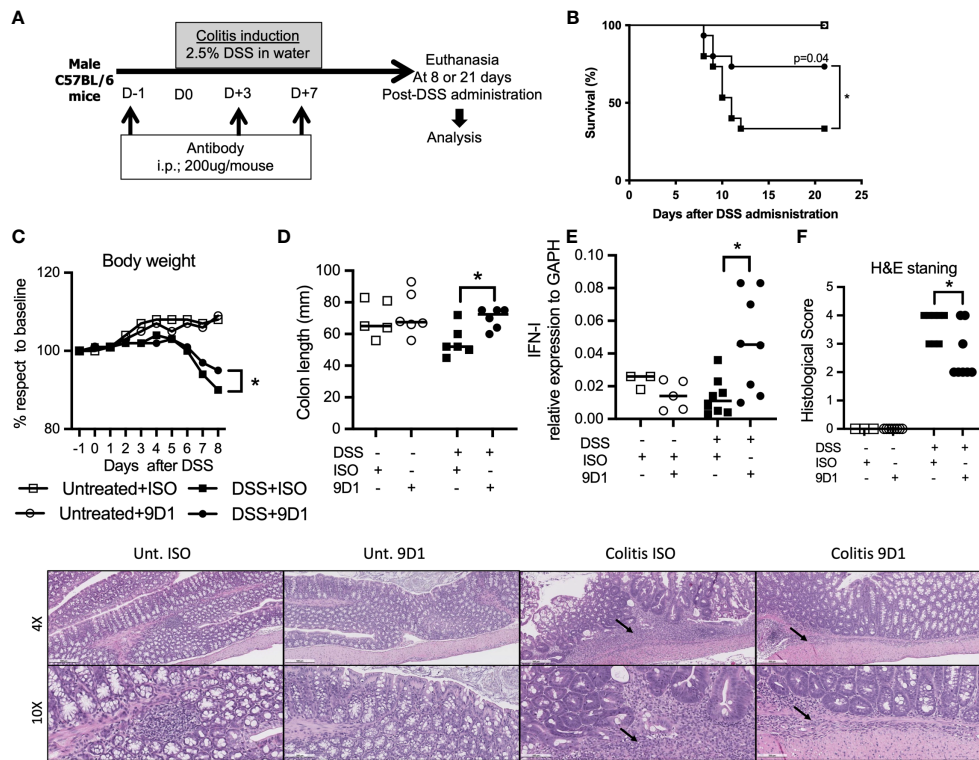 A
Colitis induction
2.5% DSS in water
Male
C57BL/6
mice
D-1 D0 D+3 D+7
Antibody
i.p.; 200ug/mouse
Euthanasia
At 8 or 21 days
Post-DSS administration
Analysis
B
Survival (%)
100
50
0
0 5 10 15 20 25
p=0.04
*
Days after DSS admisnistration
C
Body weight
% respect to baseline
120
100
80
-1 0 1 2 3 4 5 6 7 8
*
Days after DSS
Untreated+ISO DSS+ISO
Untreated+9D1 DSS+9D1
D
Colon length (mm)
100
80
60
40
20
0
*
DSS - - + +
ISO + - + -
9D1 - + - +
E
IFN-I
relative expression to GAPH
0.10
0.08
0.06
0.04
0.02
0.00
*
DSS - - + +
ISO + - + -
9D1 - + - +
F
H&E staning
Histological Score
5
4
3
2
1
0
*
DSS - - + +
ISO + - + -
9D1 - + - +
Unt. ISO Unt. 9D1 Colitis ISO Colitis 9D1
4X
10X